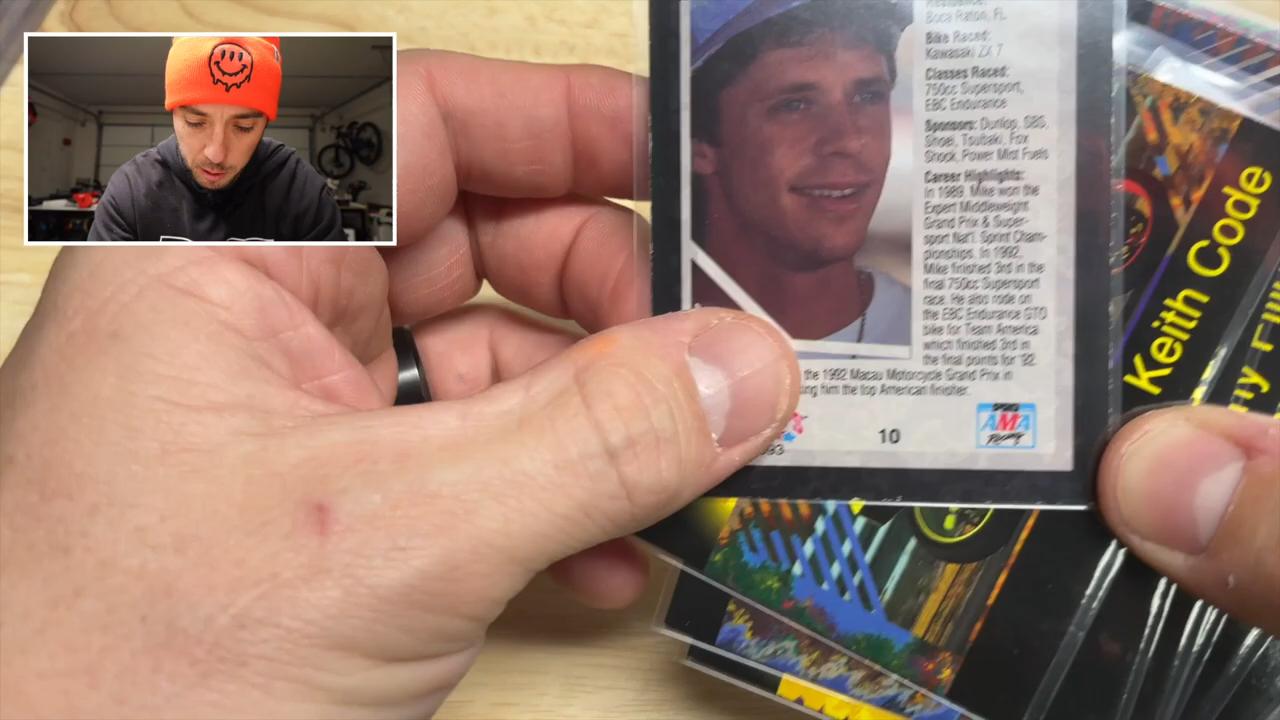 Residence:
Boca Raton, FL
Bike Raced:
Kawasaki ZX 7
Classes Raced:
750cc Supersport,
EBC Endurance
Sponsors: Dunlop, SBS,
Shoei, Tsubaki, Fox
Shock, Power Mist Fuels
Career Highlights:
In 1989, Mike won the
Expert Middleweight
Grand Prix & Super-
sport Nat'l. Sprint Cham-
pionships. In 1992,
Mike finished 3rd in the
final 750cc Supersport
race. He also rode on
the EBC Endurance GTO
bike for Team America
which finished 3rd in
the final points for '92.
the 1992 Macau Motorcycle Grand Prix in
him the top American finisher.
10
PRO
AMA
Racing
Keith Code